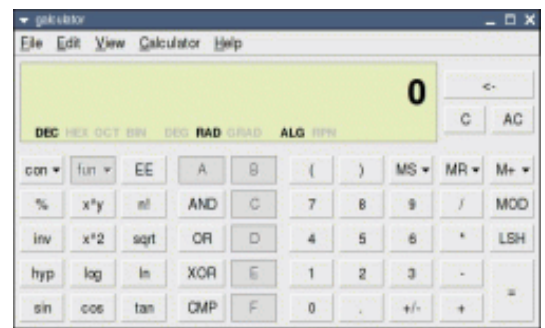 galculator
File Edit View Calculator Help
0
<-
DEC HEX OCT BIN DEG RAD GRAD ALG RPN
C AC
con fun EE A B ( ) MS MR M+
% x^y n! AND C 7 8 9 / MOD
inv x^2 sqrt OR D 4 5 6 * LSH
hyp log ln XOR E 1 2 3 - =
sin cos tan CMP F 0 . +/- +